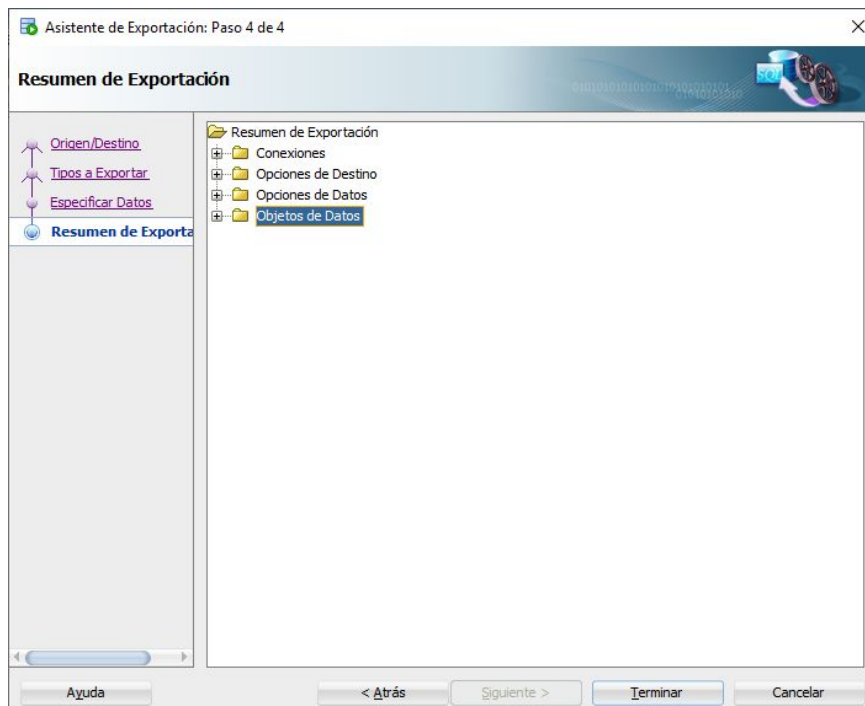 Asistente de Exportación: Paso 4 de 4
Resumen de Exportación
SQL
Origen/Destino
Tipos a Exportar
Especificar Datos
Resumen de Exporta
Resumen de Exportación
Conexiones
Opciones de Destino
Opciones de Datos
Objetos de Datos
Ayuda
< Atrás
Siguiente >
Terminar
Cancelar